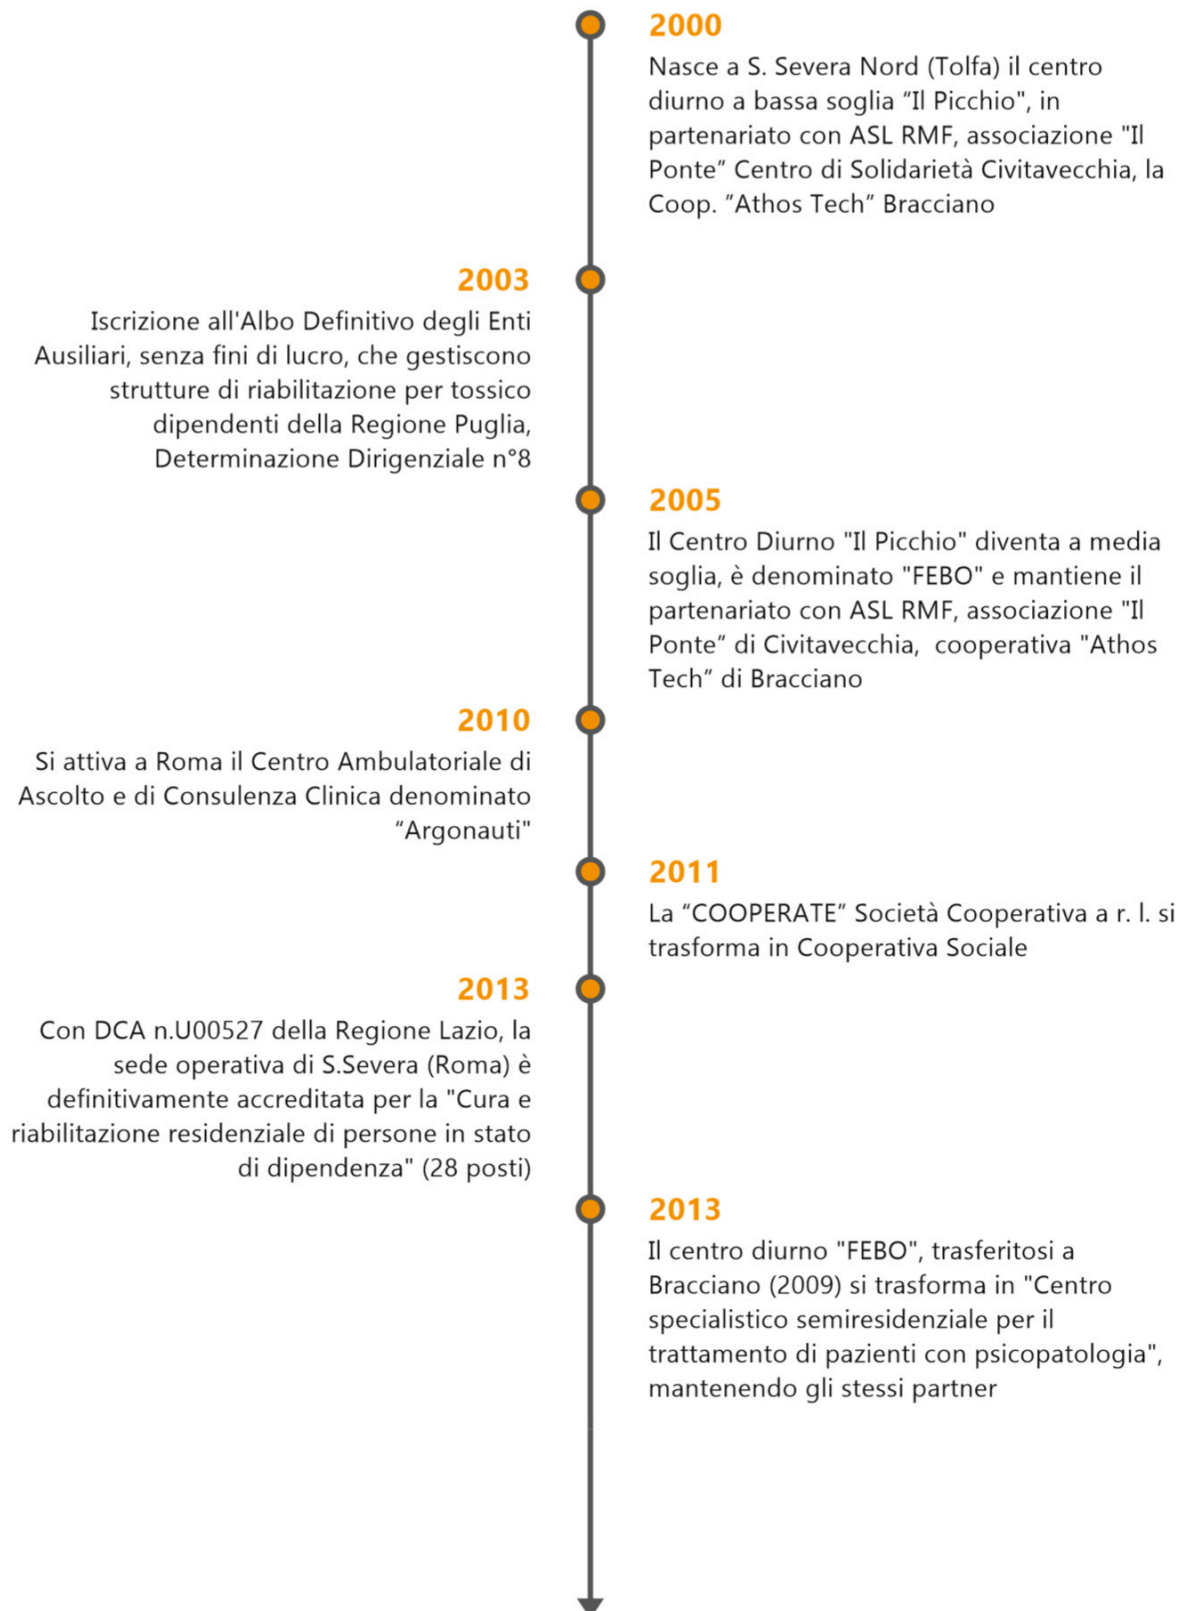 2000
Nasce a S. Severa Nord (Tolfa) il centro
diurno a bassa soglia “Il Picchio", in
partenariato con ASL RMF, associazione "Il
Ponte” Centro di Solidarietà Civitavecchia, la
Coop. ”Athos Tech” Bracciano
2003
Iscrizione all'Albo Definitivo degli Enti
Ausiliari, senza fini di lucro, che gestiscono
strutture di riabilitazione per tossico
dipendenti della Regione Puglia,
Determinazione Dirigenziale n°8
2005
Il Centro Diurno "Il Picchio" diventa a media
soglia, è denominato "FEBO" e mantiene il
partenariato con ASL RMF, associazione "Il
Ponte” di Civitavecchia, cooperativa "Athos
Tech” di Bracciano
2010
Si attiva a Roma il Centro Ambulatoriale di
Ascolto e di Consulenza Clinica denominato
“Argonauti"
2011
La “COOPERATE” Società Cooperativa a r. l. si
trasforma in Cooperativa Sociale
2013
Con DCA n.U00527 della Regione Lazio, la
sede operativa di S.Severa (Roma) è
definitivamente accreditata per la "Cura e
riabilitazione residenziale di persone in stato
di dipendenza" (28 posti)
2013
Il centro diurno "FEBO", trasferitosi a
Bracciano (2009) si trasforma in "Centro
specialistico semiresidenziale per il
trattamento di pazienti con psicopatologia",
mantenendo gli stessi partner